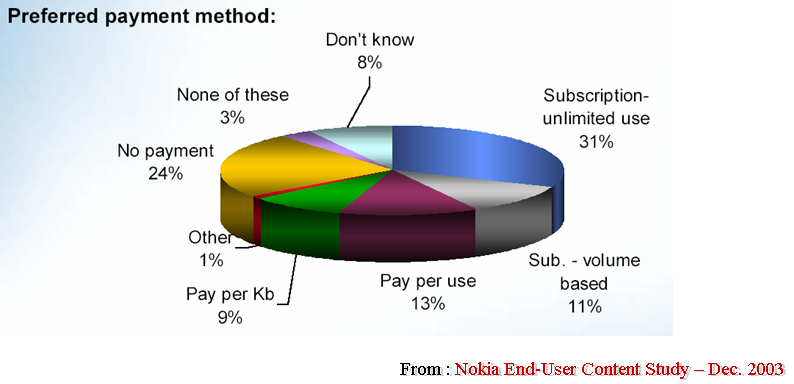 Preferred payment method:
Don't know
8%
None of these
3%
Subscription-
unlimited use
31%
No payment
24%
Other
1%
Pay per Kb
9%
Pay per use
13%
Sub. - volume
based
11%
From : Nokia End-User Content Study – Dec. 2003